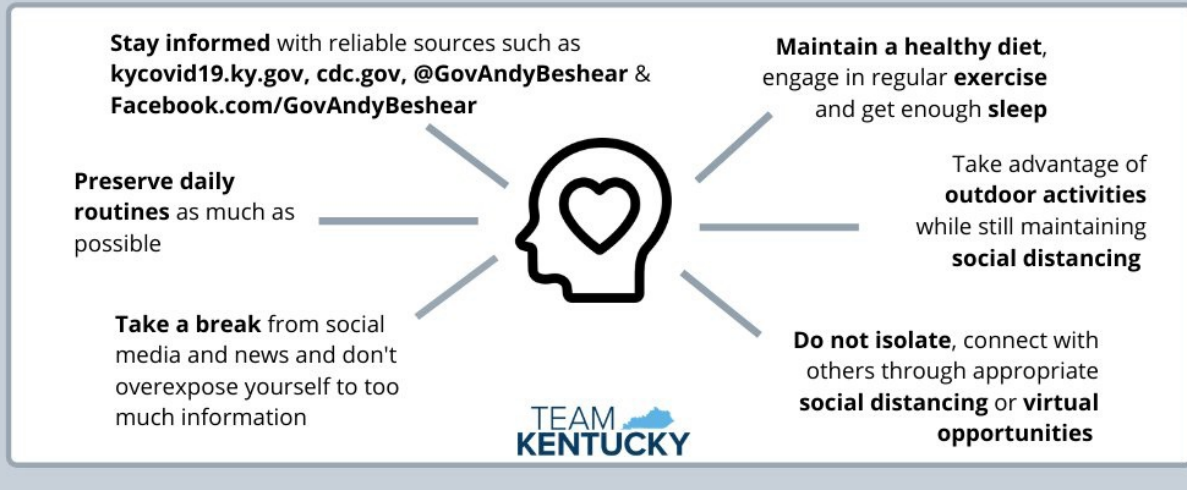 Stay informed with reliable sources such as
kycovid19.ky.gov, cdc.gov, @GovAndyBeshear &
Facebook.com/GovAndyBeshear
Preserve daily
routines as much as
possible
Take a break from social
media and news and don't
overexpose yourself to too
much information
Maintain a healthy diet,
engage in regular exercise
and get enough sleep
Take advantage of
outdoor activities
while still maintaining
social distancing
Do not isolate, connect with
others through appropriate
social distancing or virtual
opportunities
TEAM
KENTUCKY